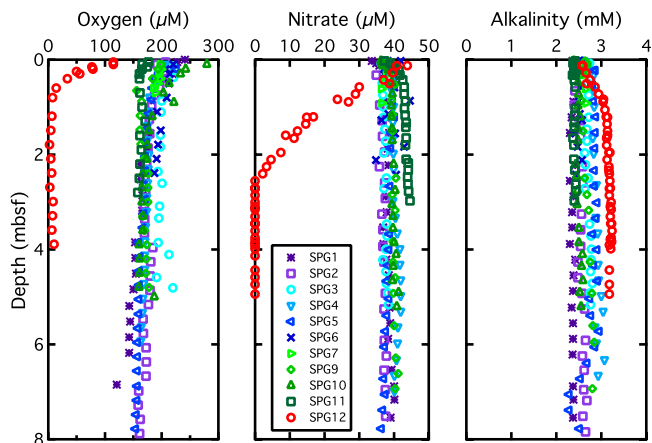 Oxygen (µM)
Nitrate (µM)
Alkalinity (mM)
0 100 200 300
0 10 20 30 40 50
0 1 2 3 4
0
2
4
6
8
Depth (mbsf)
SPG1
SPG2
SPG3
SPG4
SPG5
SPG6
SPG7
SPG9
SPG10
SPG11
SPG12